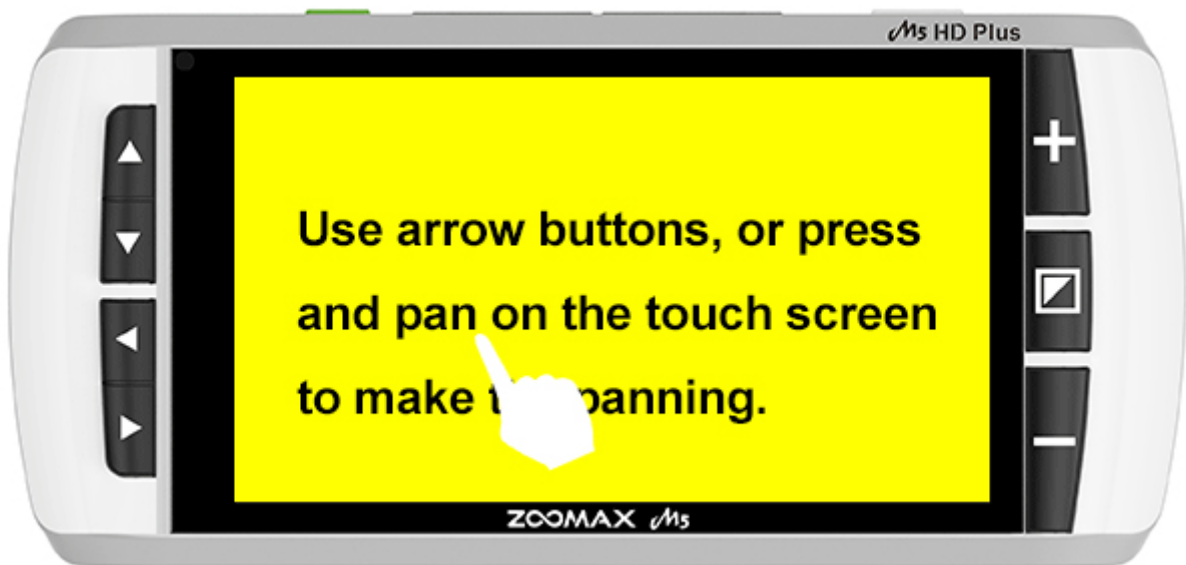 M5 HD Plus
Use arrow buttons, or press
and pan on the touch screen
to make panning.
ZOOMAX M5